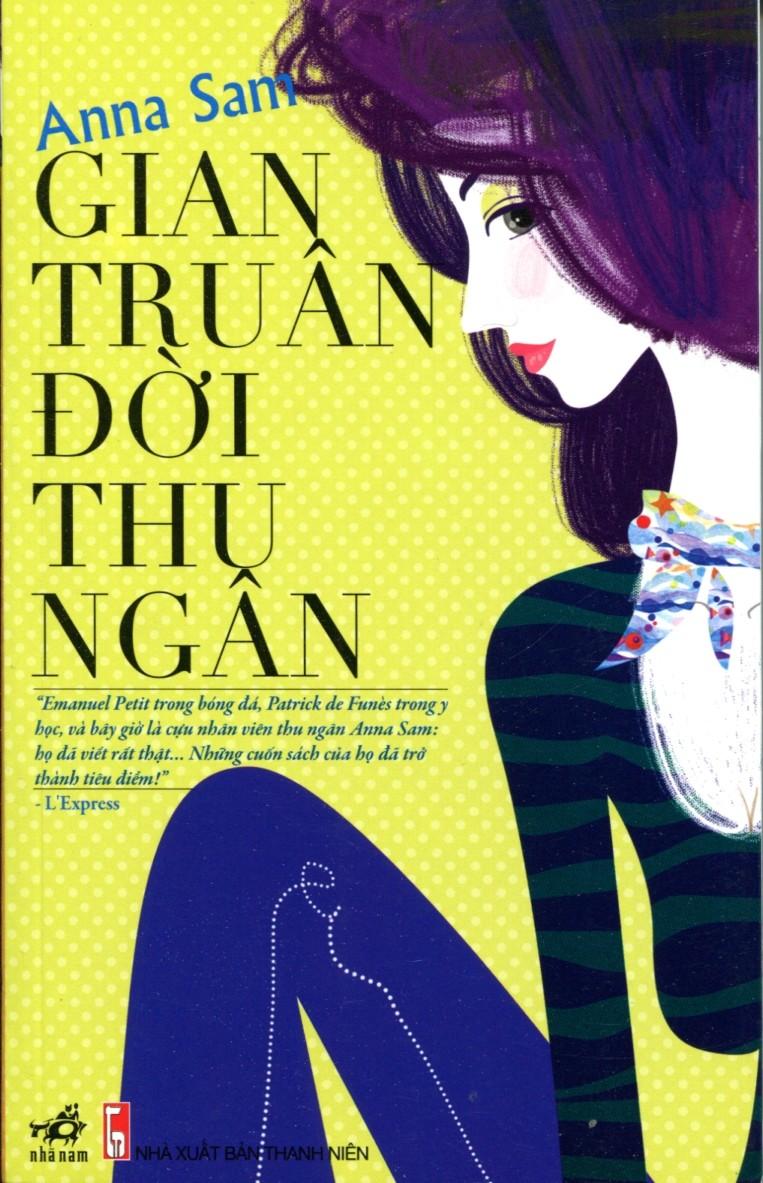 Anna Sam
GIAN
TRUÂN
ĐỜI
THU
NGÂN
“Emanuel Petit trong bóng đá, Patrick de Funès trong y
học, và bây giờ là cựu nhân viên thu ngân Anna Sam:
họ đã viết rất thật... Những cuốn sách của họ đã trở
thành tiêu điểm!”
- L'Express
nhã nam
NHÀ XUẤT BẢN THANH NIÊN